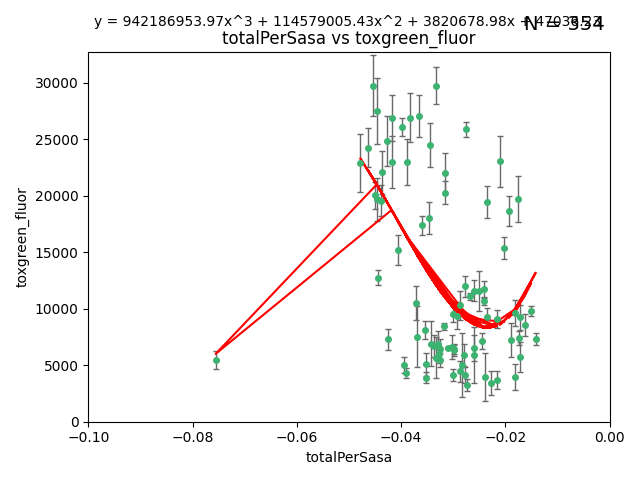 y = 942186953.97x^3 + 114579005.43x^2 + 3820678.98x +
N = 334
totalPerSasa vs toxgreen_fluor
30000
25000
20000
15000
10000
5000
0
toxgreen_fluor
−0.10
−0.08
−0.06
−0.04
−0.02
0.00
totalPerSasa